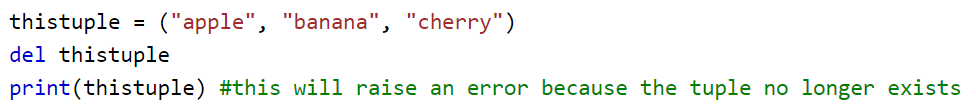 thistuple = ("apple", "banana", "cherry")
del thistuple
print(thistuple) #this will raise an error because the tuple no longer exists